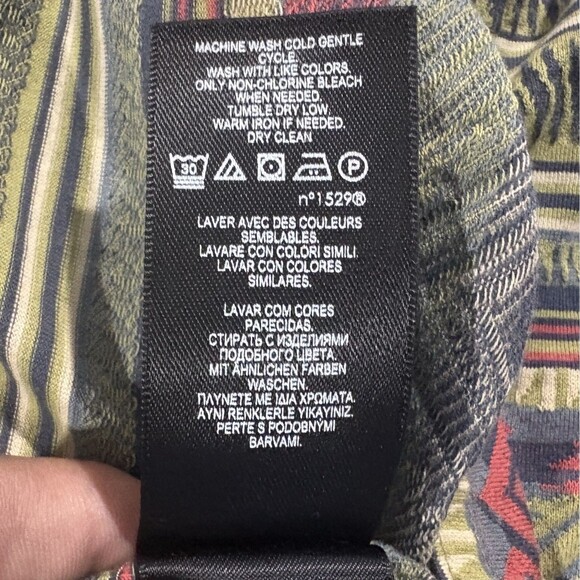 MACHINE WASH COLD GENTLE
CYCLE.
WASH WITH LIKE COLORS.
ONLY NON-CHLORINE BLEACH
WHEN NEEDED.
TUMBLE DRY LOW.
WARM IRON IF NEEDED.
DRY CLEAN
30 P
n°1529®
LAVER AVEC DES COULEURS
SEMBLABLES.
LAVARE CON COLORI SIMILI.
LAVAR CON COLORES
SIMILARES.
LAVAR COM CORES
PARECIDAS.
СТИРАТЬ С ИЗДЕЛИЯМИ
ПОДОБНОГО ЦВЕТА.
MIT ÄHNLICHEN FARBEN
WASCHEN.
ΠΛΥΝΕΤΕ ΜΕ ΙΔΙΑ ΧΡΩΜΑΤΑ.
AYNI RENKLERLE YIKAYINIZ.
PERTE S PODOBNÝMI
BARVAMI.